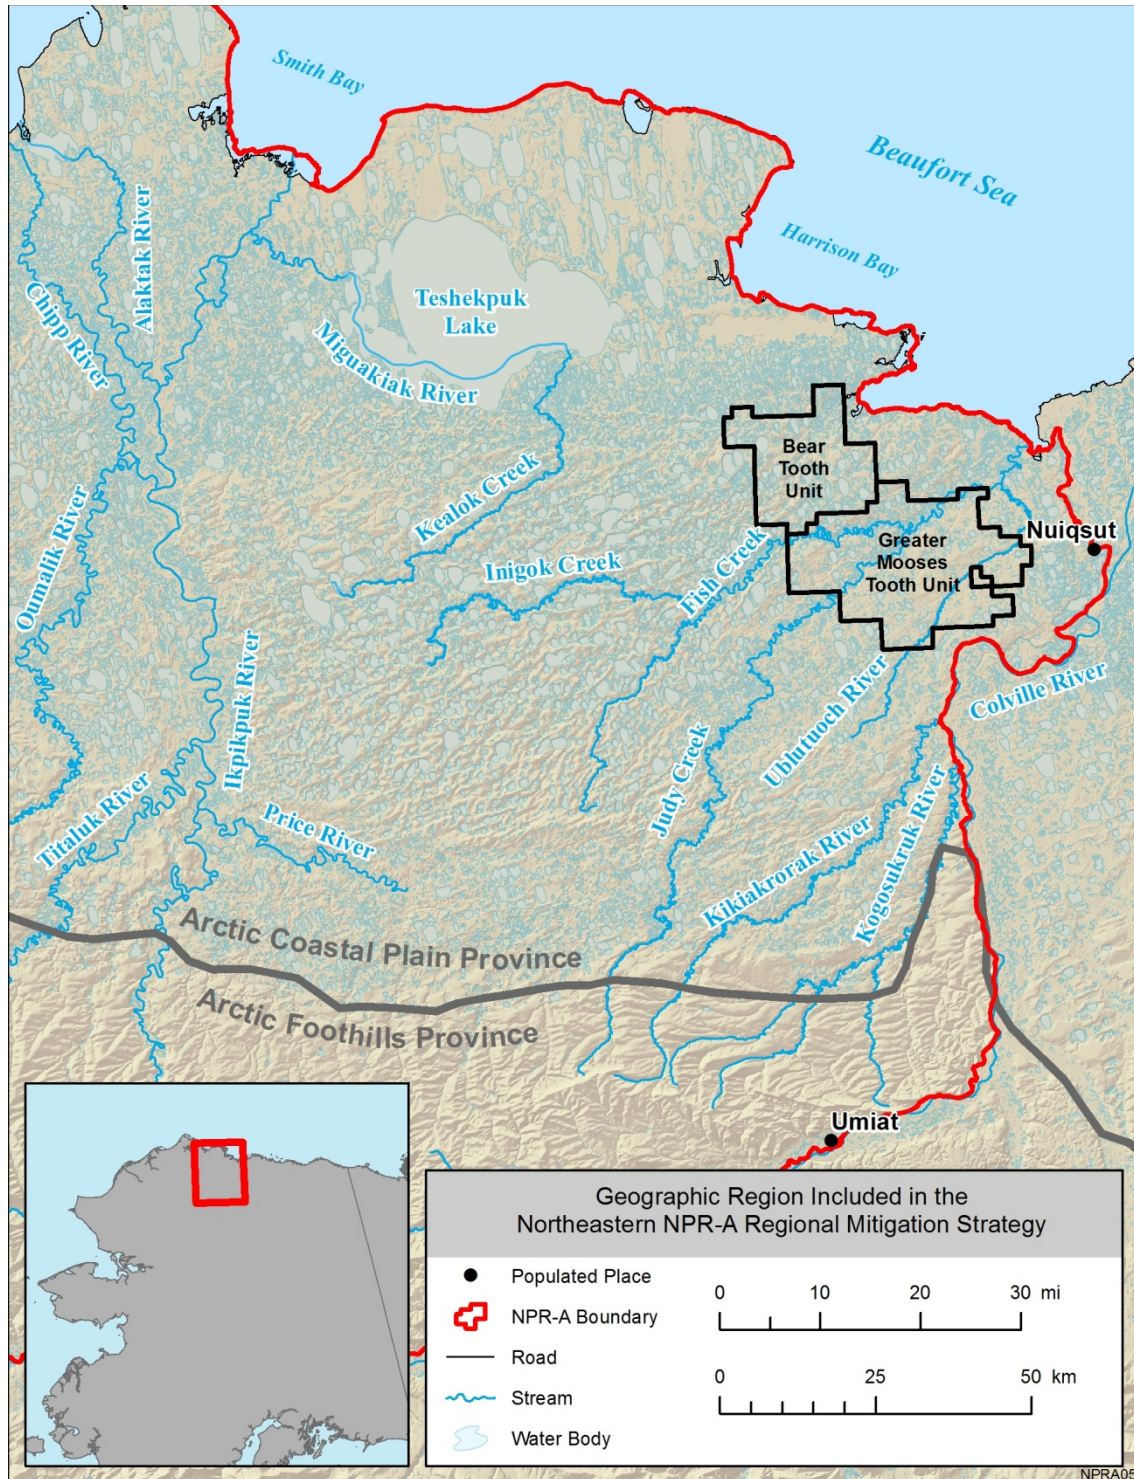 Smith Bay
Beaufort Sea
Harrison Bay
Alaktak River
Chipp River
Teshekpuk
Lake
Miguakiak River
Bear
Tooth
Unit
Kealok Creek
Oumalik River
Inigok Creek
Fish Creek
Greater
Mooses
Tooth Unit
Nuiqsut
Ikpikpuk River
Ublutuoch River
Colville River
Titaluk River
Price River
Judy Creek
Kikiakrorak River
Kogosukruk River
Arctic Coastal Plain Province
Arctic Foothills Province
Umiat
Geographic Region Included in the
Northeastern NPR-A Regional Mitigation Strategy
Populated Place
NPR-A Boundary
Road
Stream
Water Body
0 10 20 30 mi
0 25 50 km
NPRA05